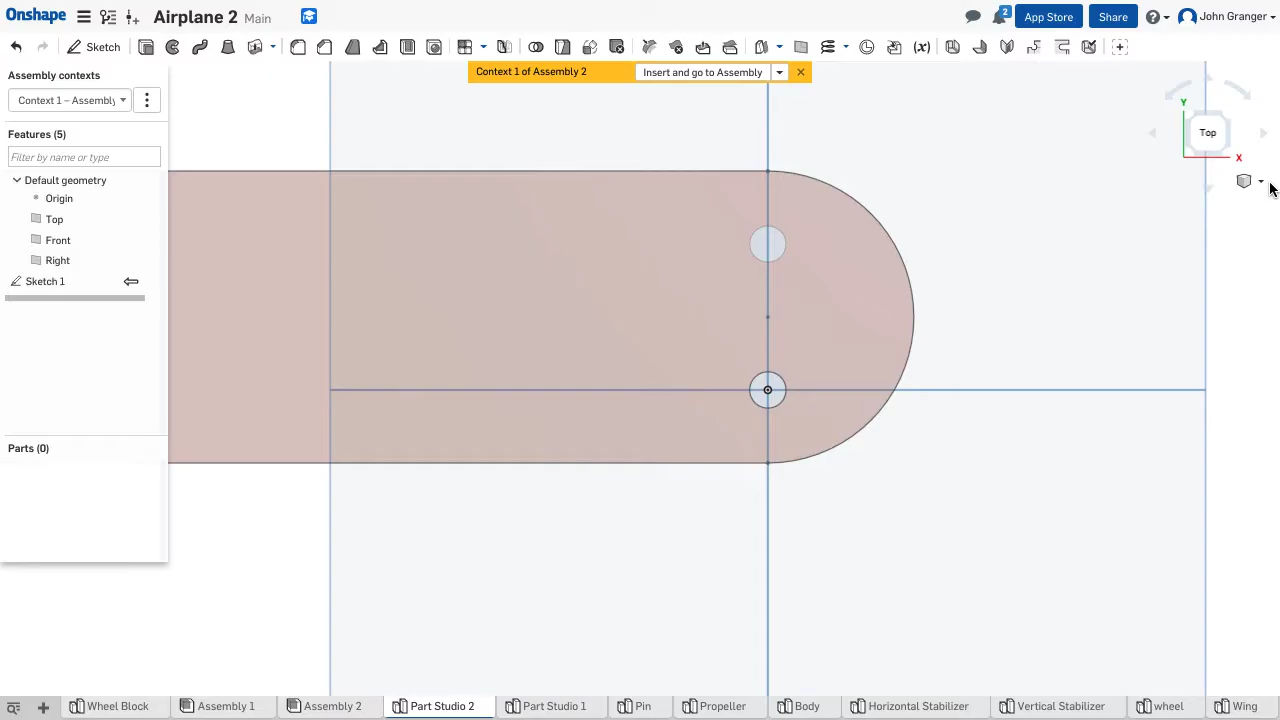 Onshape
Airplane 2 Main
2
App Store
Share
John Granger
Sketch
Assembly contexts
Context 1 – Assembly
Features (5)
Filter by name or type
Default geometry
Origin
Top
Front
Right
Sketch 1
Parts (0)
Context 1 of Assembly 2
Insert and go to Assembly
Y
Top
X
(x)
Wheel Block
Assembly 1
Assembly 2
Part Studio 2
Part Studio 1
Pin
Propeller
Body
Horizontal Stabilizer
Vertical Stabilizer
wheel
Wing